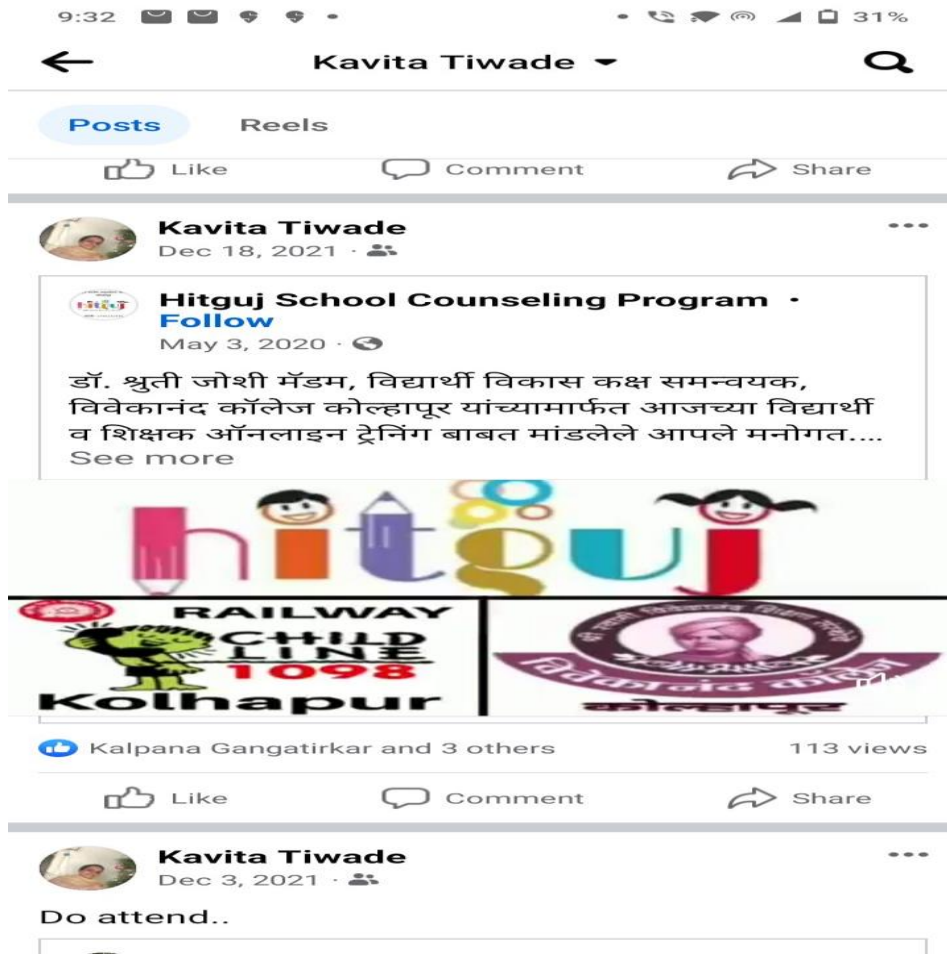 9:32
31%
Kavita Tiwade
Posts
Reels
Like
Comment
Share
Kavita Tiwade
Dec 18, 2021 ·
hitguj
Hitguj School Counseling Program ·
Follow
May 3, 2020 ·
डॉ. श्रुती जोशी मॅडम, विद्यार्थी विकास कक्ष समन्वयक,
विवेकानंद कॉलेज कोल्हापूर यांच्यामार्फत आजच्या विद्यार्थी
व शिक्षक ऑनलाइन ट्रेनिंग बाबत मांडलेले आपले मनोगत....
See more
hitguj
RAILWAY
CHILD
LINE
1098
Kolhapur
विवेकानंद कॉलेज
कोल्हापूर
Kalpana Gangatirkar and 3 others
113 views
Like
Comment
Share
Kavita Tiwade
Dec 3, 2021 ·
Do attend..